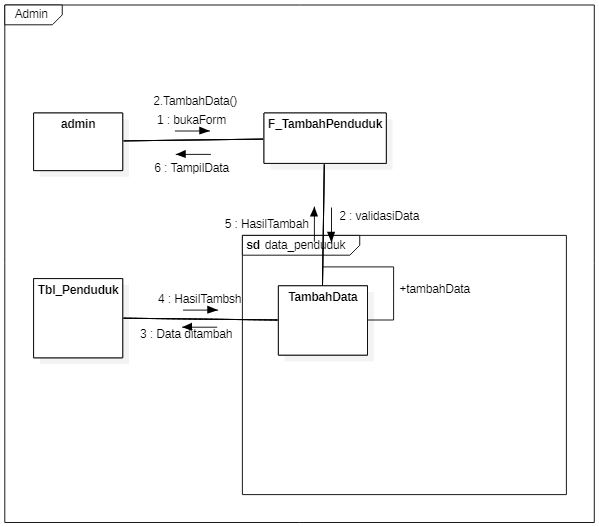 Admin
2.TambahData()
1 : bukaForm
admin
F_TambahPenduduk
6 : TampilData
5 : HasilTambah
2 : validasiData
sd data_penduduk
Tbl_Penduduk
4 : HasilTambsh
TambahData
+tambahData
3 : Data ditambah